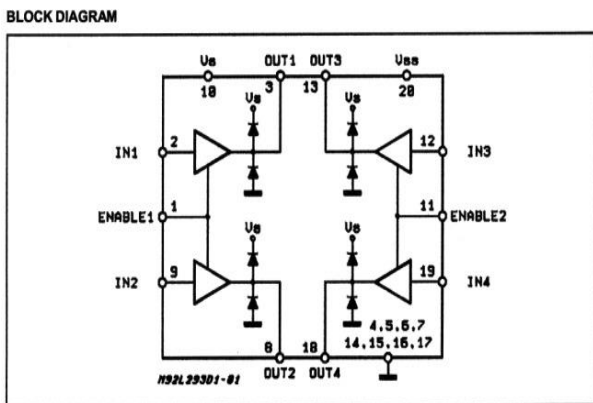 BLOCK DIAGRAM
Vs OUT1 OUT3 Vss
10 3 13 20
Vs Vs
IN1 2 12 IN3
ENABLE1 1 11 ENABLE2
Vs Vs
IN2 9 19 IN4
4,5,6,7
8 18 14,15,16,17
OUT2 OUT4
M92L293D1-01